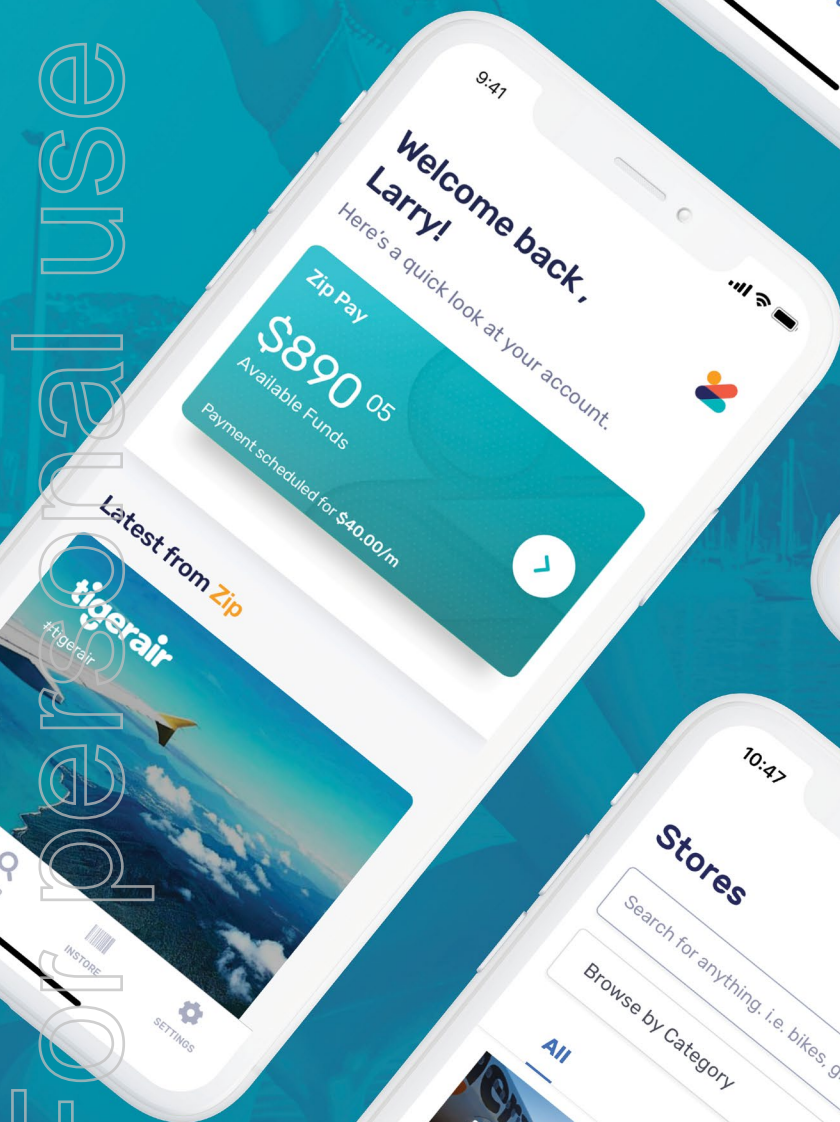 For personal use
9:41
Welcome back,
Larry!
Here's a quick look at your account.
Zip Pay
$890 05
Available Funds
Payment scheduled for $40.00/m
Latest from Zip
tigerair
#tigerair
INSTORE
SETTINGS
10:47
Stores
Search for anything. i.e. bikes, g
Browse by Category
All